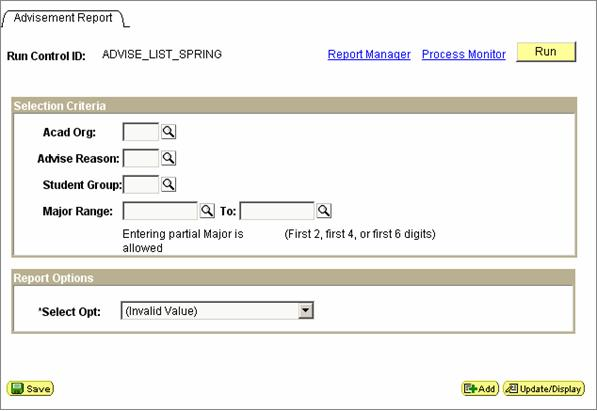 Advisement Report
Run Control ID: ADVISE_LIST_SPRING Report Manager Process Monitor Run
Selection Criteria
Acad Org:
Advise Reason:
Student Group:
Major Range: To:
Entering partial Major is (First 2, first 4, or first 6 digits)
allowed
Report Options
*Select Opt: (Invalid Value)
Save Add Update/Display